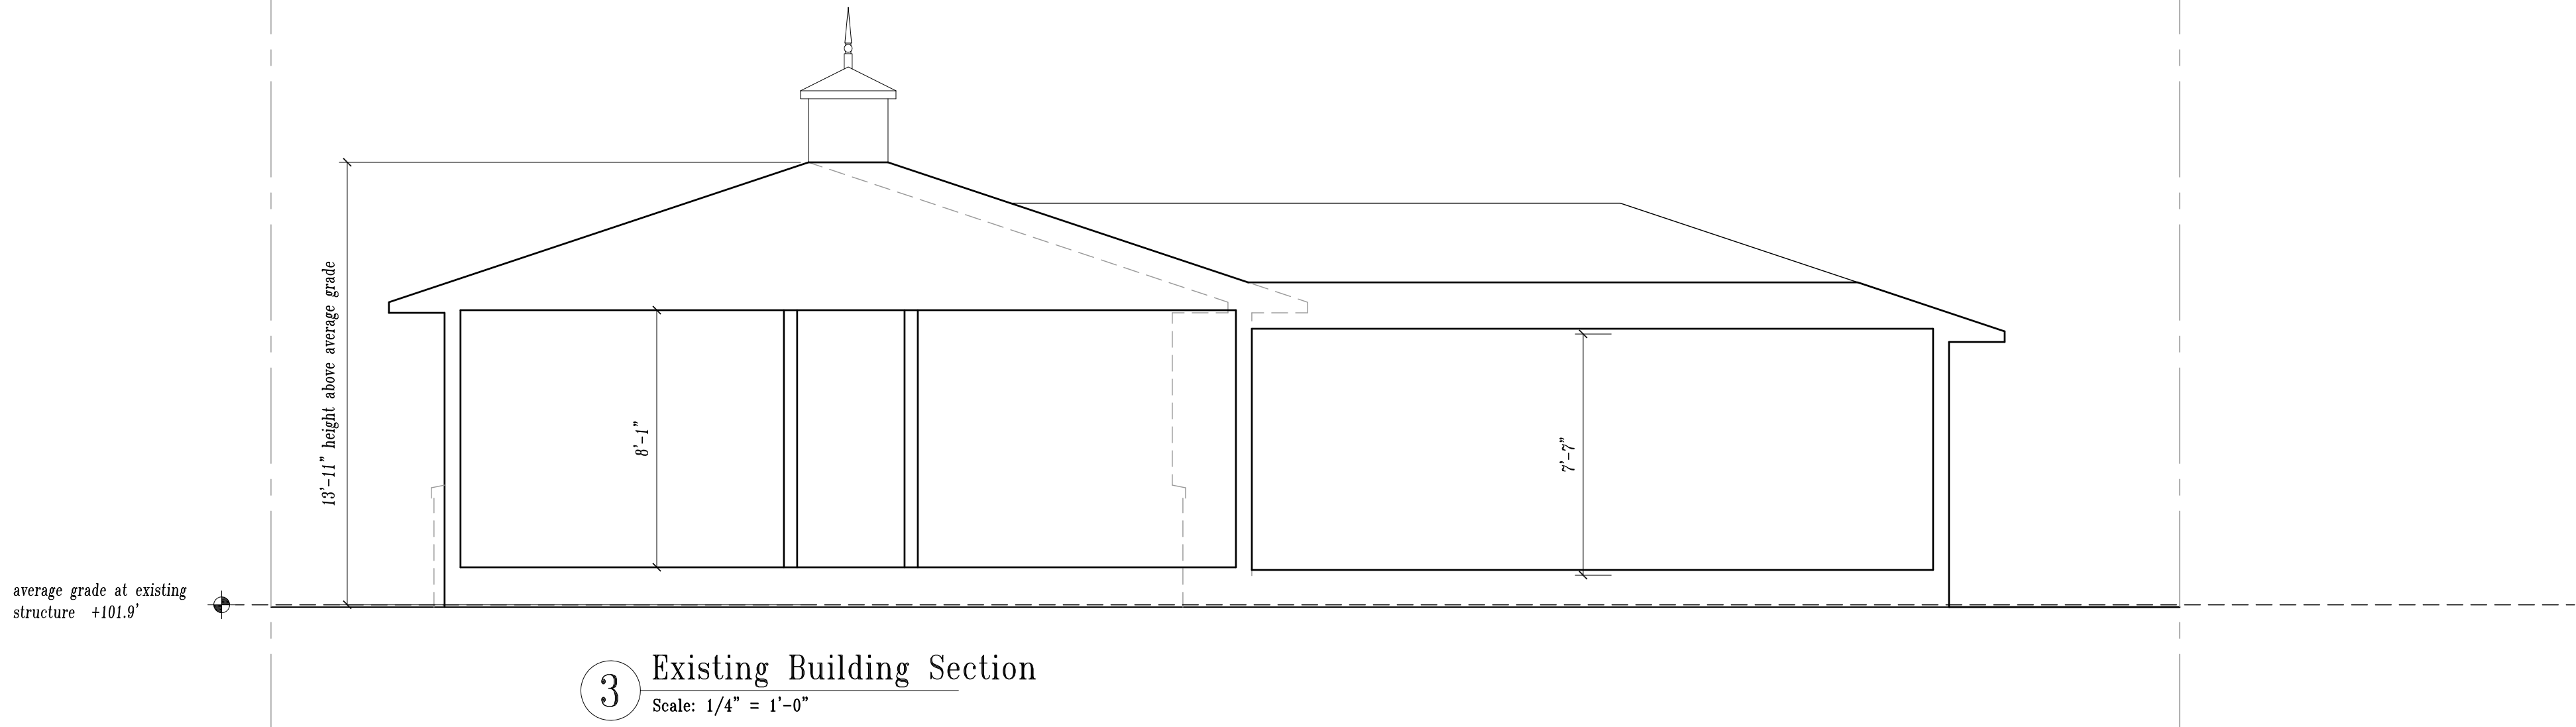 13'-11" height above average grade
8'-1"
7'-7"
average grade at existing
structure +101.9'
3
Existing Building Section
Scale: 1/4" = 1'-0"